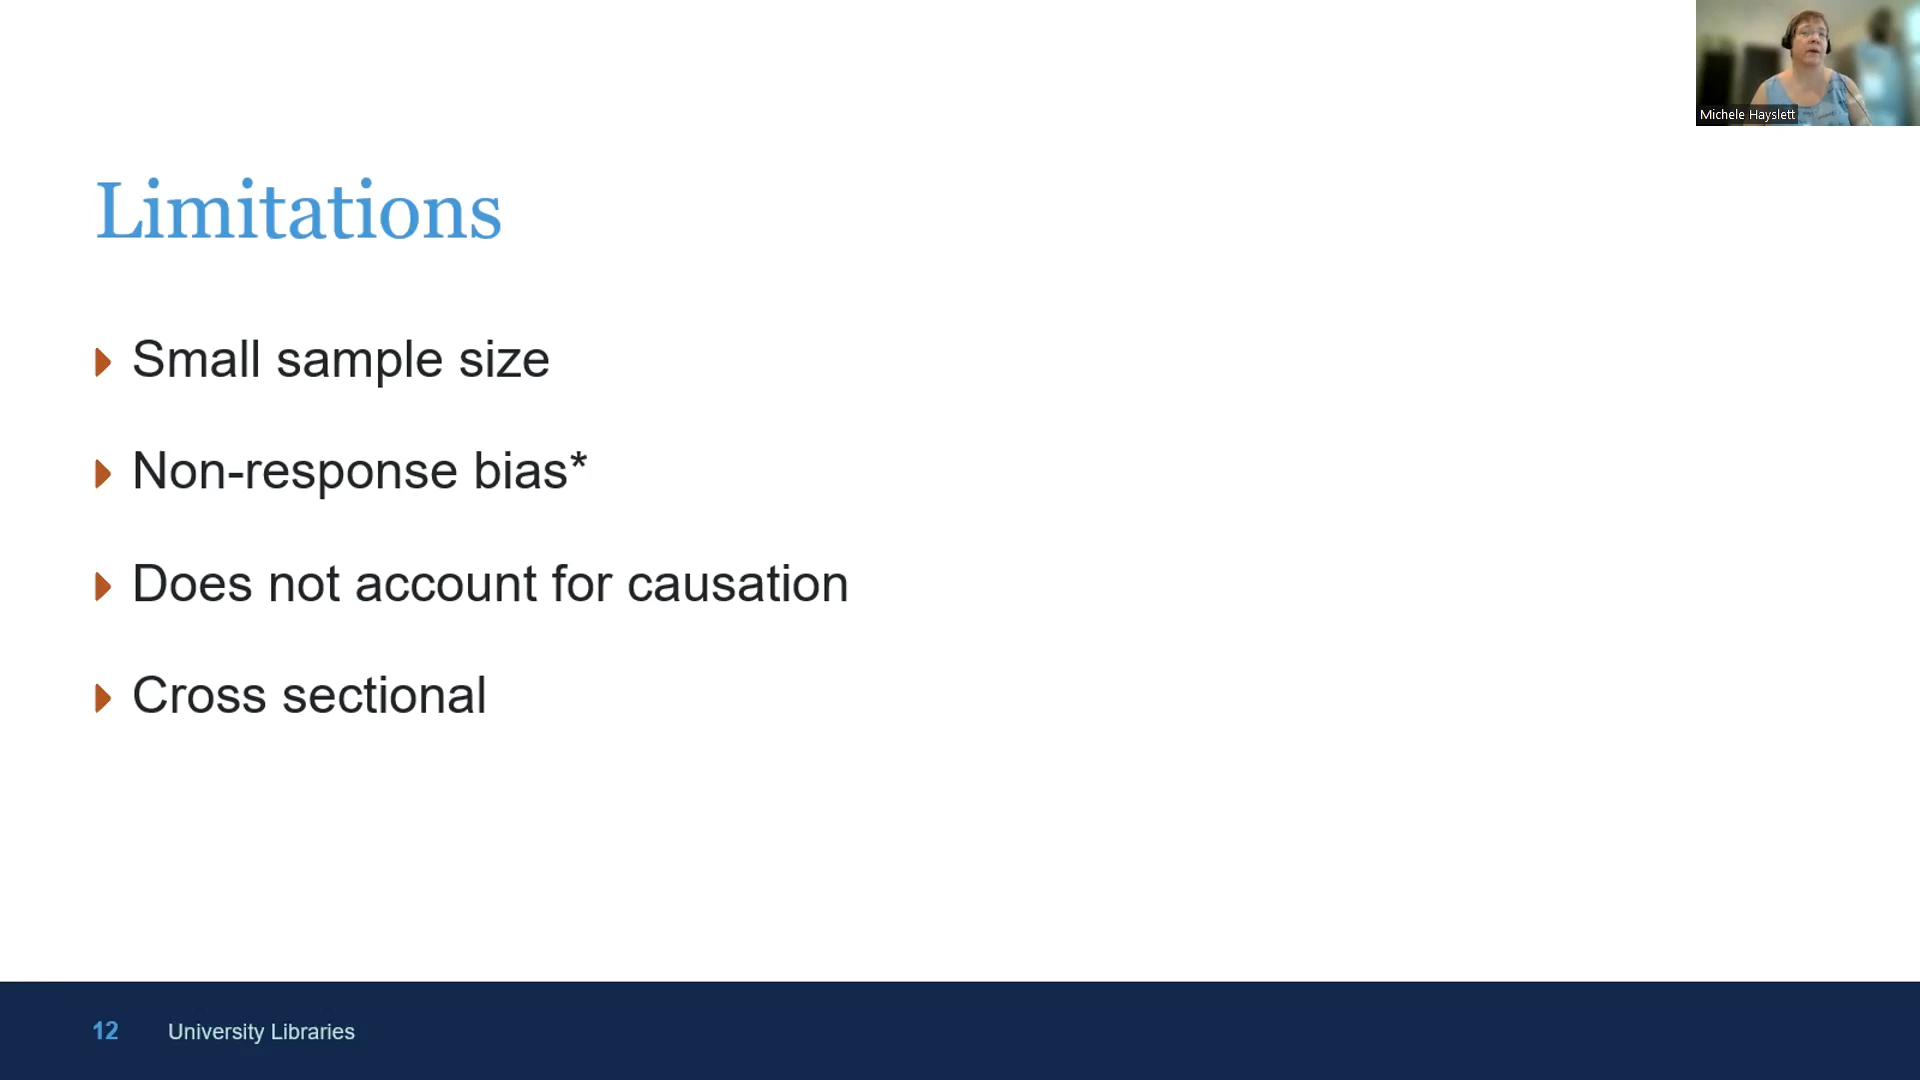 Michele Hayslett
Limitations
Small sample size
Non-response bias*
Does not account for causation
Cross sectional
12 University Libraries